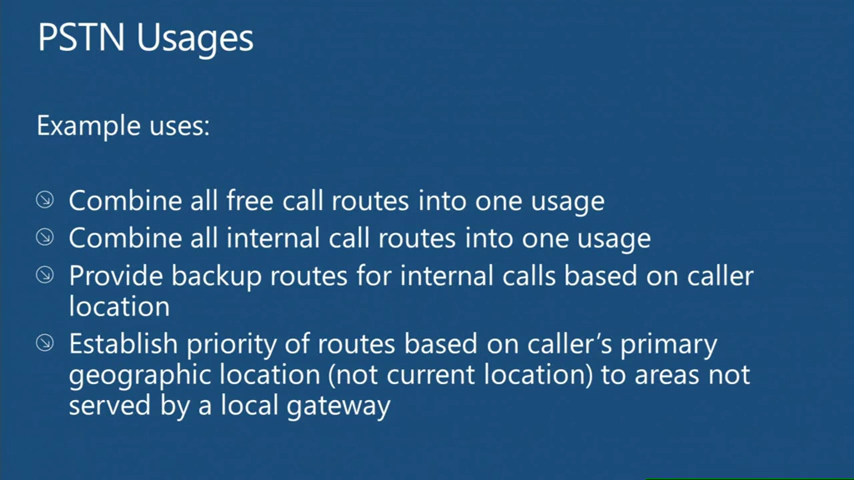 PSTN Usages
Example uses:
Combine all free call routes into one usage
Combine all internal call routes into one usage
Provide backup routes for internal calls based on caller
location
Establish priority of routes based on caller's primary
geographic location (not current location) to areas not
served by a local gateway